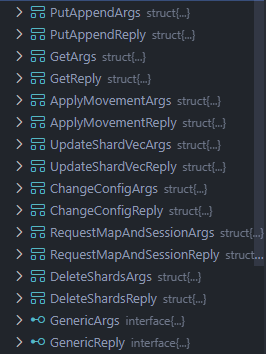 PutAppendArgs struct{...}
PutAppendReply struct{...}
GetArgs struct{...}
GetReply struct{...}
ApplyMovementArgs struct{...}
ApplyMovementReply struct{...}
UpdateShardVecArgs struct{...}
UpdateShardVecReply struct{...}
ChangeConfigArgs struct{...}
ChangeConfigReply struct{...}
RequestMapAndSessionArgs struct{...}
RequestMapAndSessionReply struct...
DeleteShardsArgs struct{...}
DeleteShardsReply struct{...}
GenericArgs interface{...}
GenericReply interface{...}